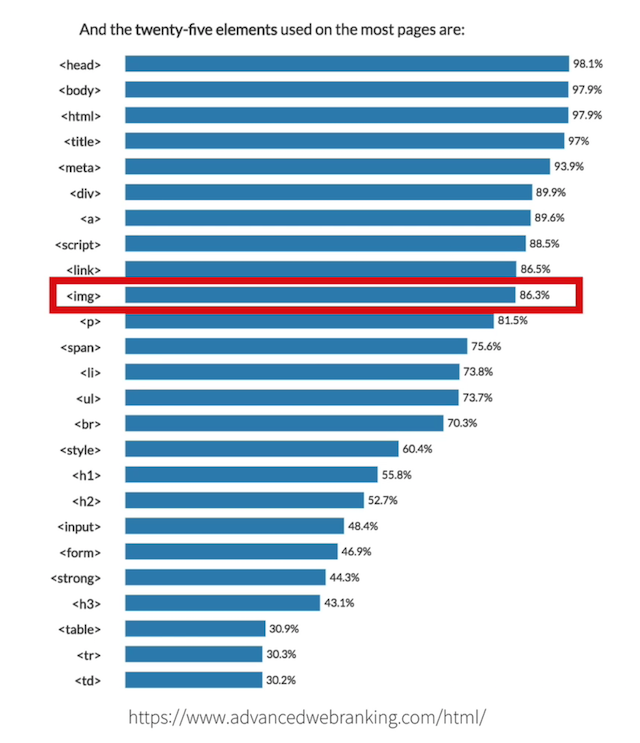 And the twenty-five elements used on the most pages are:
<head> 98.1%
<body> 97.9%
<html> 97.9%
<title> 97%
<meta> 93.9%
<div> 89.9%
<a> 89.6%
<script> 88.5%
<link> 86.5%
<img> 86.3%
<p> 81.5%
<span> 75.6%
<li> 73.8%
<ul> 73.7%
<br> 70.3%
<style> 60.4%
<h1> 55.8%
<h2> 52.7%
<input> 48.4%
<form> 46.9%
<strong> 44.3%
<h3> 43.1%
<table> 30.9%
<tr> 30.3%
<td> 30.2%
https://www.advancedwebranking.com/html/